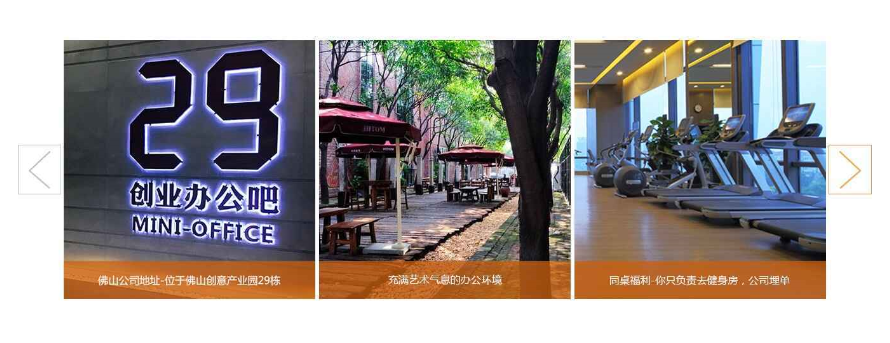 29
创业办公吧
MINI-OFFICE
佛山公司地址-位于佛山创意产业园29栋
充满艺术气息的办公环境
同桌福利-你只负责去健身房，公司埋单